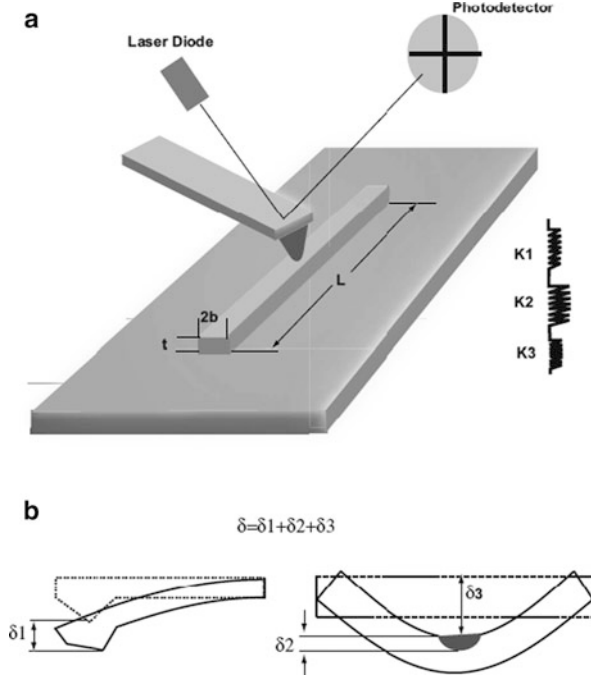 a
Photodetector
Laser Diode
K1
L
K2
2b
t
K3
b
δ=δ1+δ2+δ3
δ3
δ1
δ2